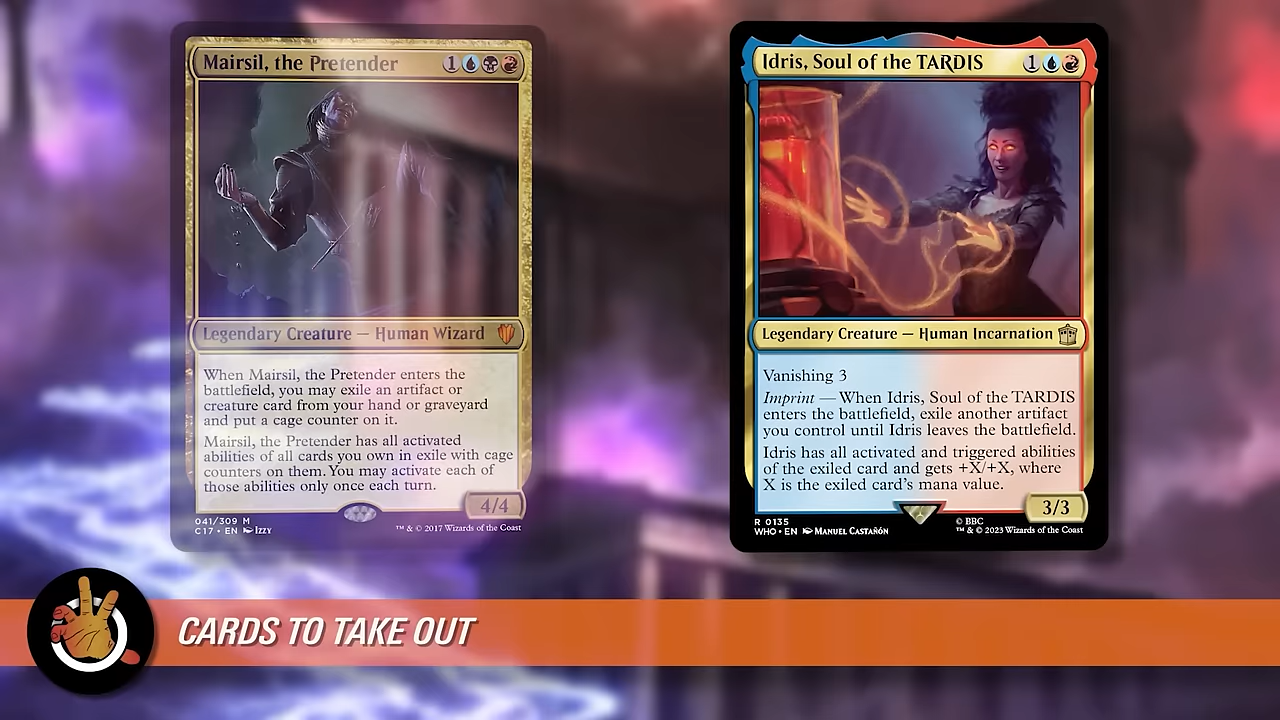 Mairsil, the Pretender 1
Legendary Creature — Human Wizard
When Mairsil, the Pretender enters the
battlefield, you may exile an artifact or
creature card from your hand or graveyard
and put a cage counter on it.
Mairsil, the Pretender has all activated
abilities of all cards you own in exile with cage
counters on them. You may activate each of
those abilities only once each turn.
4/4
041/309 M
C17 • EN Izzy
™ & © 2017 Wizards of the Coast
Idris, Soul of the TARDIS 1
Legendary Creature — Human Incarnation
Vanishing 3
Imprint — When Idris, Soul of the TARDIS
enters the battlefield, exile another artifact
you control until Idris leaves the battlefield.
Idris has all activated and triggered abilities
of the exiled card and gets +X/+X, where
X is the exiled card's mana value.
3/3
R 0135
WHO • EN Manuel Castañón
© BBC
™ & © 2023 Wizards of the Coast
CARDS TO TAKE OUT